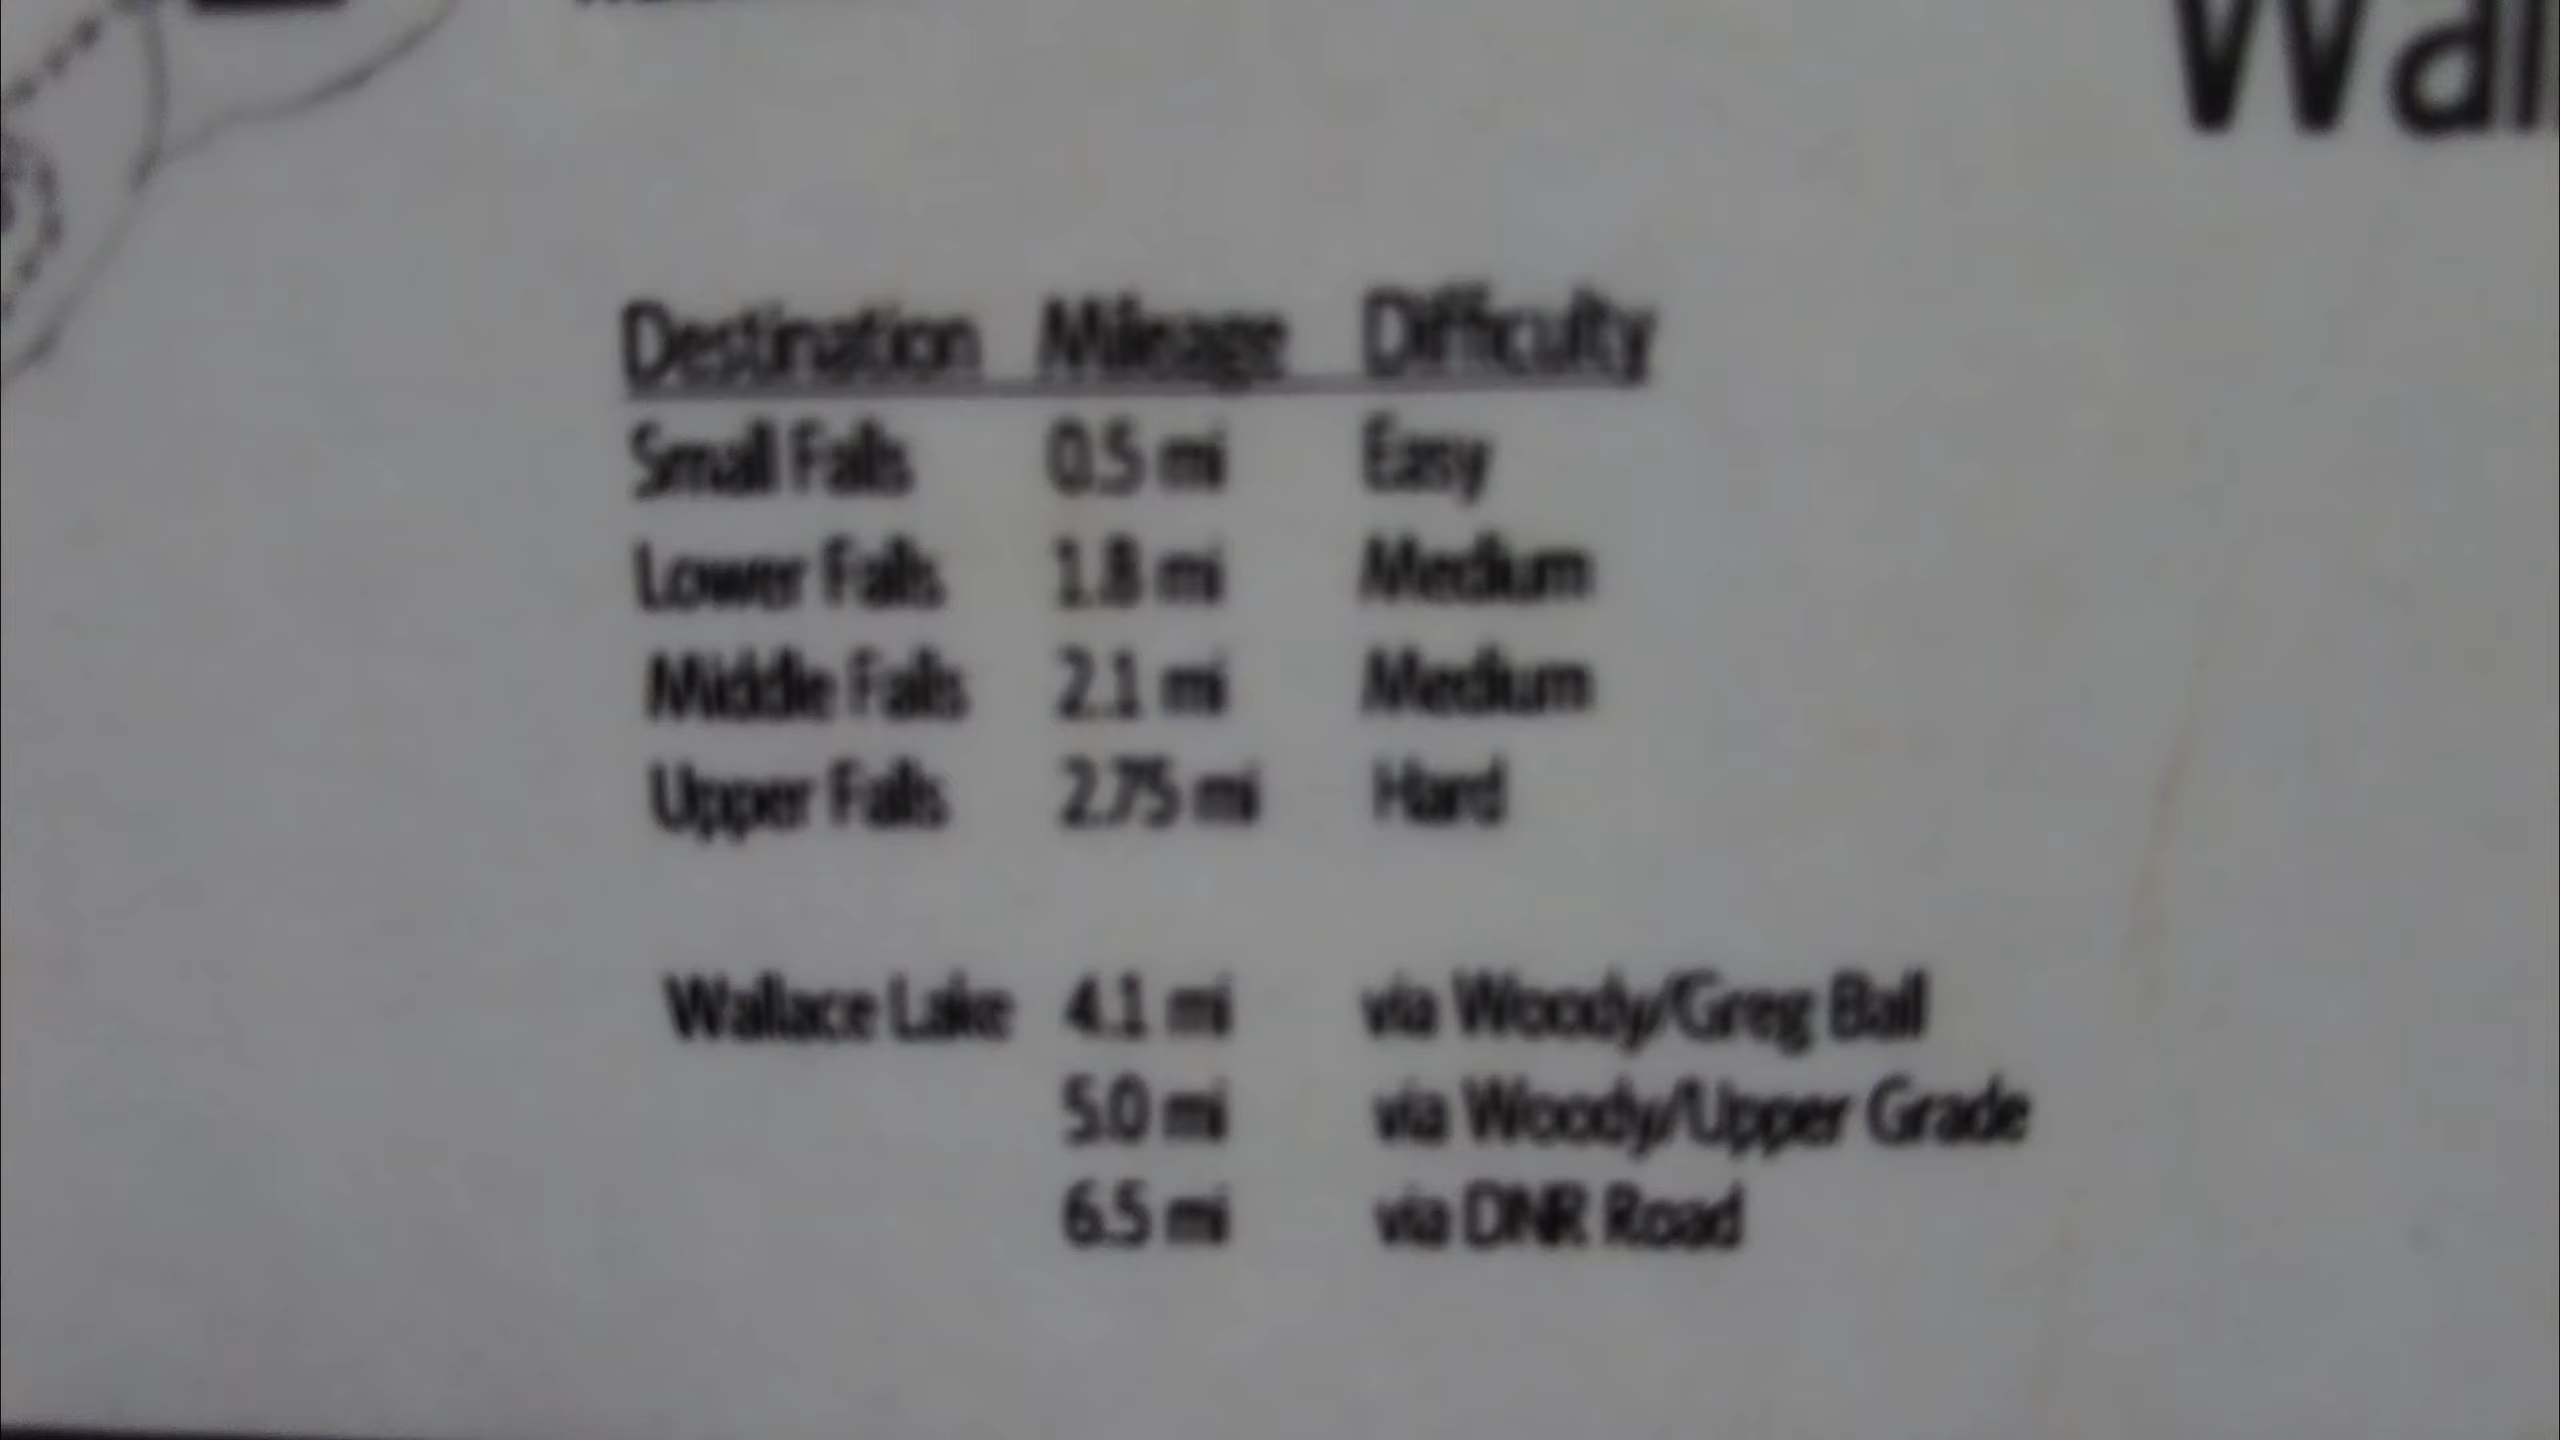 Wal
Destination Mileage Difficulty
Small Falls 0.5 mi Easy
Lower Falls 1.8 mi Medium
Middle Falls 2.1 mi Medium
Upper Falls 2.75 mi Hard
Wallace Lake 4.1 mi via Woody/Greg Ball
5.0 mi via Woody/Upper Grade
6.5 mi via DNR Road